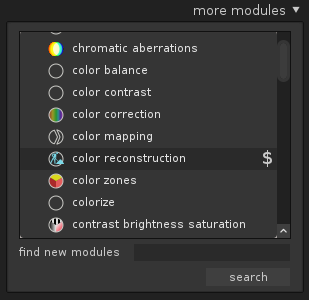 more modules ▼
chromatic aberrations
color balance
color contrast
color correction
color mapping
color reconstruction $
color zones
colorize
contrast brightness saturation
find new modules
search